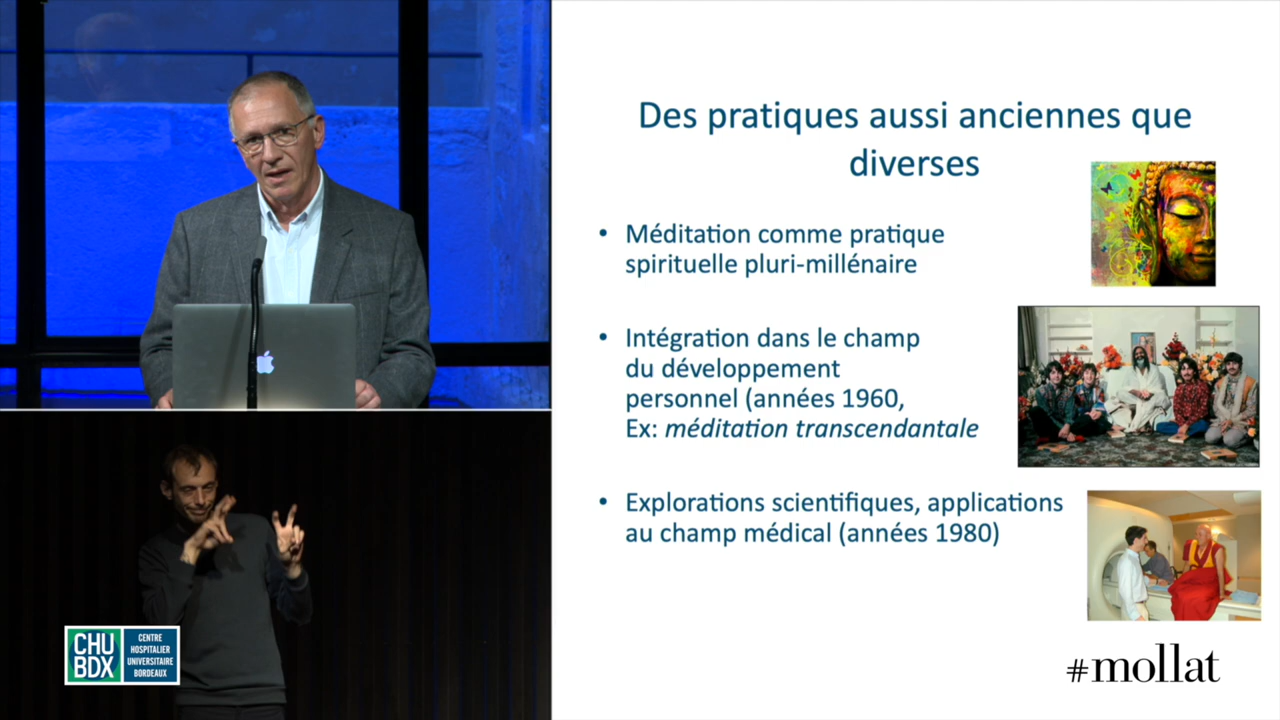 Des pratiques aussi anciennes que
diverses
• Méditation comme pratique
spirituelle pluri-millénaire
• Intégration dans le champ
du développement
personnel (années 1960,
Ex: méditation transcendantale
• Explorations scientifiques, applications
au champ médical (années 1980)
CHU
BDX
CENTRE
HOSPITALIER
UNIVERSITAIRE
BORDEAUX
#mollat